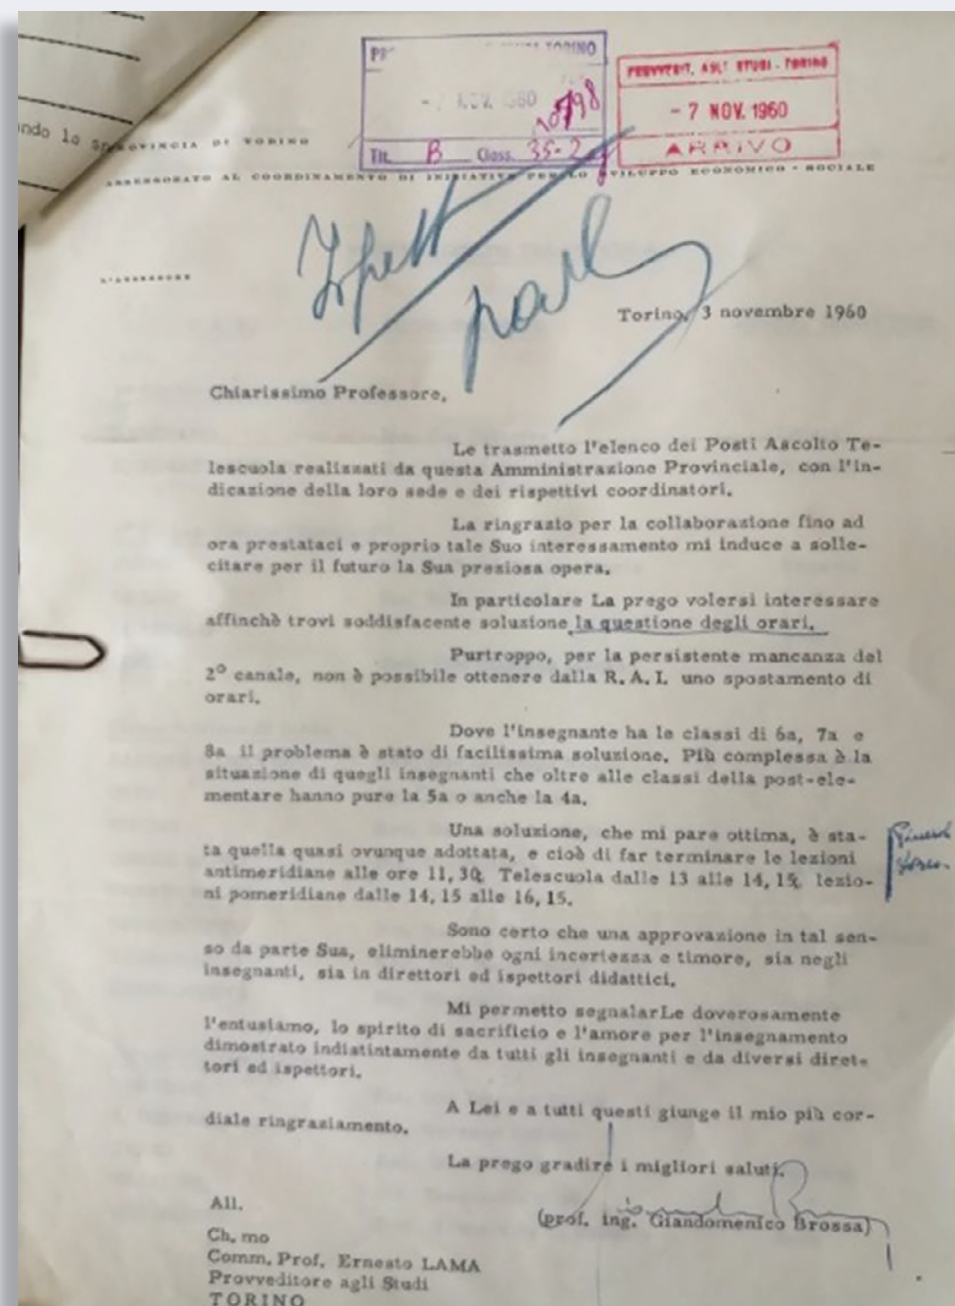 ando la
PROVINCIA DI TORINO
TORINO
- 7 NOV. 1960
10798
Tit. B Class. 35-2
PROVVEDIT. AGLI STUDI - TORINO
- 7 NOV. 1960
ARRIVO
ASSESSORATO AL COORDINAMENTO DI INIZIATIVE PER LO SVILUPPO ECONOMICO - SOCIALE
L'ASSESSORE
Torino, 3 novembre 1960
Chiarissimo Professore,
Le trasmetto l'elenco dei Posti Ascolto Te-
lescuola realizzati da questa Amministrazione Provinciale, con l'in-
dicazione della loro sede e dei rispettivi coordinatori.
La ringrazio per la collaborazione fino ad
ora prestataci e proprio tale Suo interessamento mi induce a solle-
citare per il futuro la Sua preziosa opera.
In particolare La prego volersi interessare
affinchè trovi soddisfacente soluzione la questione degli orari.
Purtroppo, per la persistente mancanza del
2° canale, non è possibile ottenere dalla R.A.I. uno spostamento di
orari.
Dove l'insegnante ha le classi di 6a, 7a e
8a il problema è stato di facilissima soluzione. Più complessa è la
situazione di quegli insegnanti che oltre alle classi della post-ele-
mentare hanno pure la 5a o anche la 4a.
Una soluzione, che mi pare ottima, è sta-
ta quella quasi ovunque adottata, e cioè di far terminare le lezioni
antimeridiane alle ore 11,30; Telescuola dalle 13 alle 14,15; lezio-
ni pomeridiane dalle 14,15 alle 16,15.
Sono certo che una approvazione in tal sen-
so da parte Sua, eliminerebbe ogni incertezza e timore, sia negli
insegnanti, sia in direttori ed ispettori didattici.
Mi permetto segnalarLe doverosamente
l'entusiamo, lo spirito di sacrificio e l'amore per l'insegnamento
dimostrato indistintamente da tutti gli insegnanti e da diversi diret-
tori ed ispettori.
A Lei e a tutti questi giunge il mio più cor-
diale ringraziamento.
La prego gradire i migliori saluti.
(prof. ing. Giandomenico Brossa)
All.
Ch.mo
Comm. Prof. Ernesto LAMA
Provveditore agli Studi
TORINO